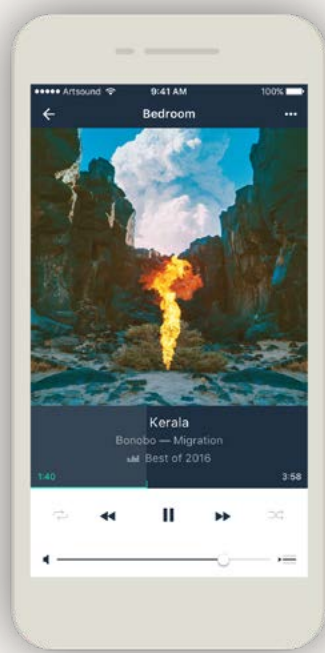 ●●●●● Artsound 9:41 AM 100%
Bedroom
Kerala
Bonobo — Migration
Best of 2016
1:40 3:58